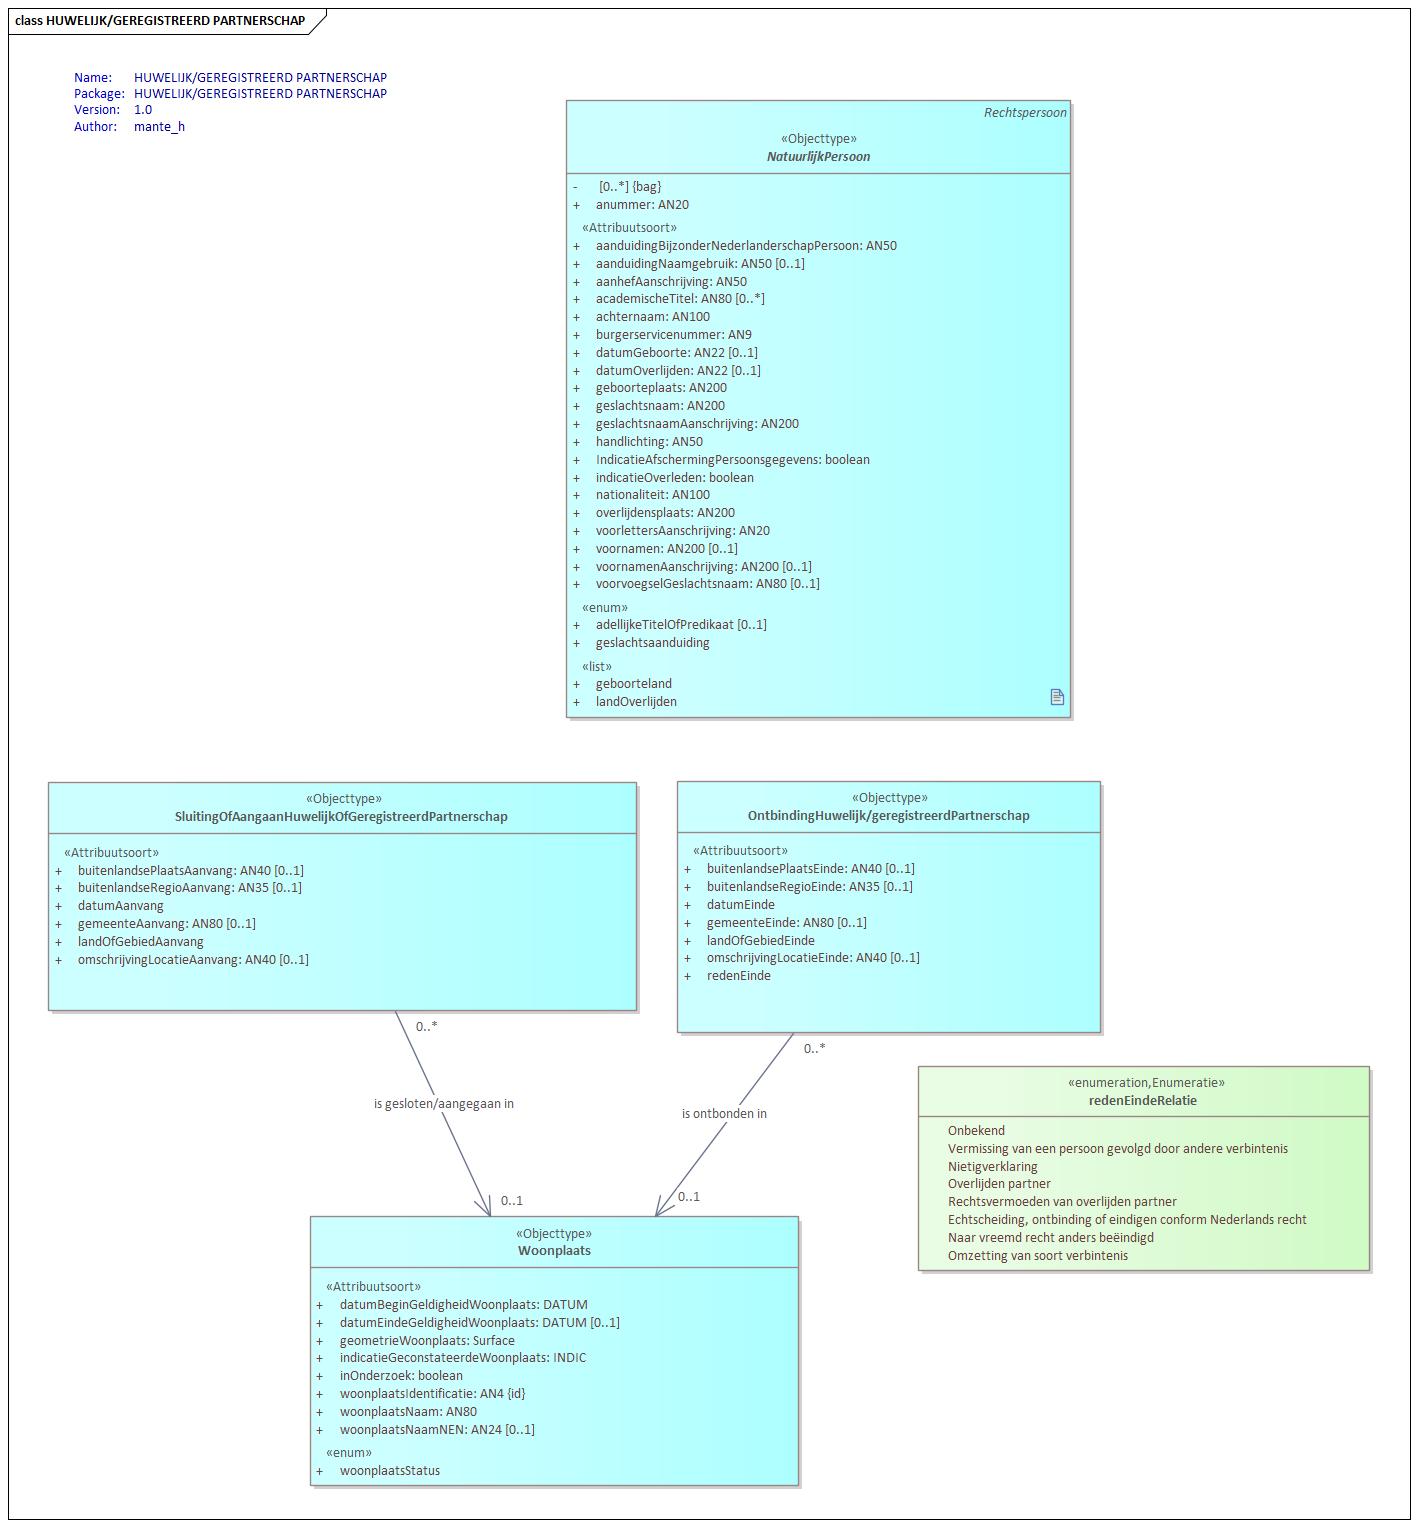 class HUWELIJK/GEREGISTREERD PARTNERSCHAP
Name: HUWELIJK/GEREGISTREERD PARTNERSCHAP
Package: HUWELIJK/GEREGISTREERD PARTNERSCHAP
Version: 1.0
Author: mante_h
Rechtspersoon
«Objecttype»
NatuurlijkPersoon
- [0..*] {bag}
+ anummer: AN20
«Attribuutsoort»
+ aanduidingBijzonderNederlanderschapPersoon: AN50
+ aanduidingNaamgebruik: AN50 [0..1]
+ aanhefAanschrijving: AN50
+ academischeTitel: AN80 [0..*]
+ achternaam: AN100
+ burgerservicenummer: AN9
+ datumGeboorte: AN22 [0..1]
+ datumOverlijden: AN22 [0..1]
+ geboorteplaats: AN200
+ geslachtsnaam: AN200
+ geslachtsnaamAanschrijving: AN200
+ handlichting: AN50
+ IndicatieAfschermingPersoonsgegevens: boolean
+ indicatieOverleden: boolean
+ nationaliteit: AN100
+ overlijdensplaats: AN200
+ voorlettersAanschrijving: AN20
+ voornamen: AN200 [0..1]
+ voornamenAanschrijving: AN200 [0..1]
+ voorvoegselGeslachtsnaam: AN80 [0..1]
«enum»
+ adellijkeTitelOfPredikaat [0..1]
+ geslachtsaanduiding
«list»
+ geboorteland
+ landOverlijden
«Objecttype»
SluitingOfAangaanHuwelijkOfGeregistreerdPartnerschap
«Attribuutsoort»
+ buitenlandsePlaatsAanvang: AN40 [0..1]
+ buitenlandseRegioAanvang: AN35 [0..1]
+ datumAanvang
+ gemeenteAanvang: AN80 [0..1]
+ landOfGebiedAanvang
+ omschrijvingLocatieAanvang: AN40 [0..1]
«Objecttype»
OntbindingHuwelijk/geregistreerdPartnerschap
«Attribuutsoort»
+ buitenlandsePlaatsEinde: AN40 [0..1]
+ buitenlandseRegioEinde: AN35 [0..1]
+ datumEinde
+ gemeenteEinde: AN80 [0..1]
+ landOfGebiedEinde
+ omschrijvingLocatieEinde: AN40 [0..1]
+ redenEinde
0..*
is gesloten/aangegaan in
0..1
0..*
is ontbonden in
0..1
«enumeration,Enumeratie»
redenEindeRelatie
Onbekend
Vermissing van een persoon gevolgd door andere verbintenis
Nietigverklaring
Overlijden partner
Rechtsvermoeden van overlijden partner
Echtscheiding, ontbinding of eindigen conform Nederlands recht
Naar vreemd recht anders beëindigd
Omzetting van soort verbintenis
«Objecttype»
Woonplaats
«Attribuutsoort»
+ datumBeginGeldigheidWoonplaats: DATUM
+ datumEindeGeldigheidWoonplaats: DATUM [0..1]
+ geometrieWoonplaats: Surface
+ indicatieGeconstateerdeWoonplaats: INDIC
+ inOnderzoek: boolean
+ woonplaatsIdentificatie: AN4 {id}
+ woonplaatsNaam: AN80
+ woonplaatsNaamNEN: AN24 [0..1]
«enum»
+ woonplaatsStatus